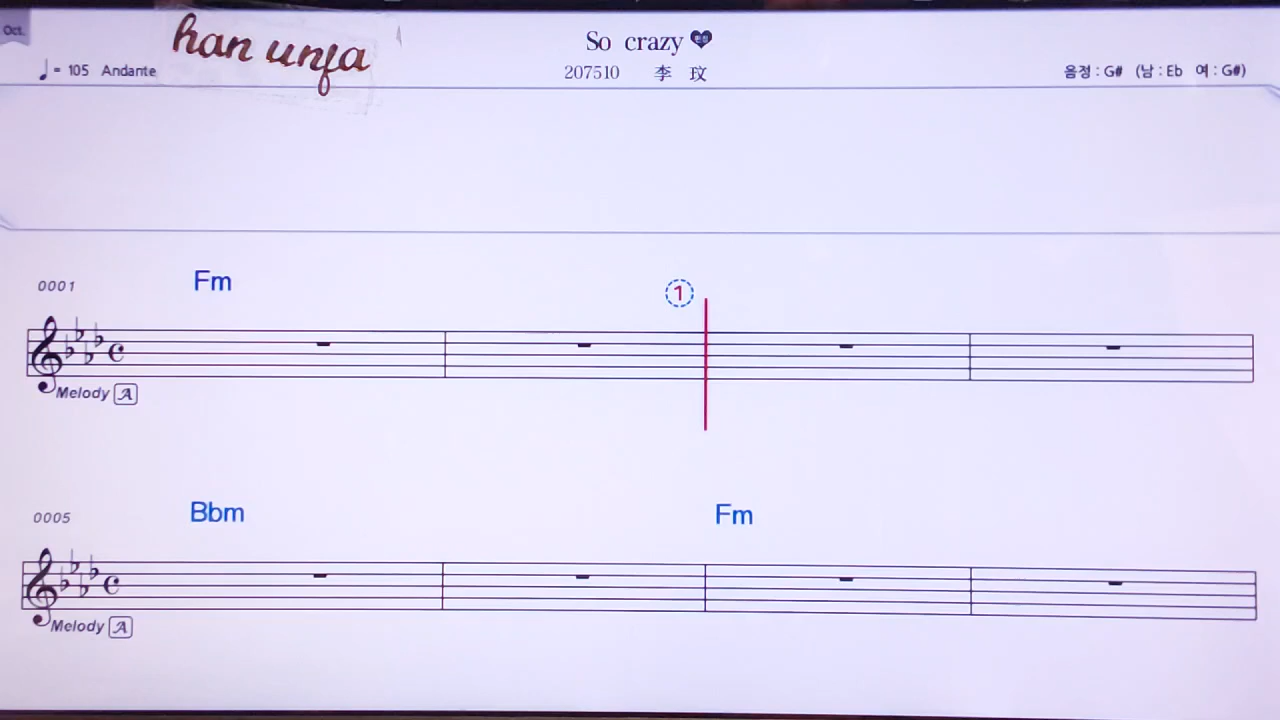 Oct.
han unfa
So crazy
♩= 105 Andante
207510 李 玟
음정 : G# (남 : Eb 여 : G#)
0001 Fm
1
Melody A
0005 Bbm Fm
Melody A